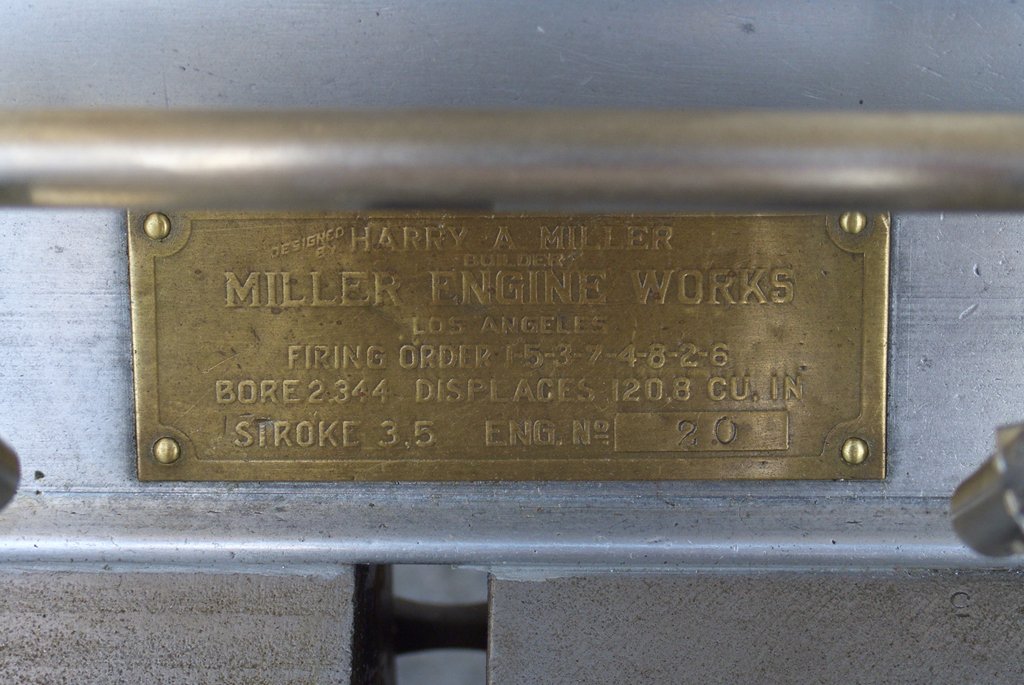 DESIGNED BY HARRY A MILLER
BUILDER
MILLER ENGINE WORKS
LOS ANGELES
FIRING ORDER 1-5-3-7-4-8-2-6
BORE 2.344 DISPLACES 120.8 CU. IN
STROKE 3.5 ENG. Nº 20
C